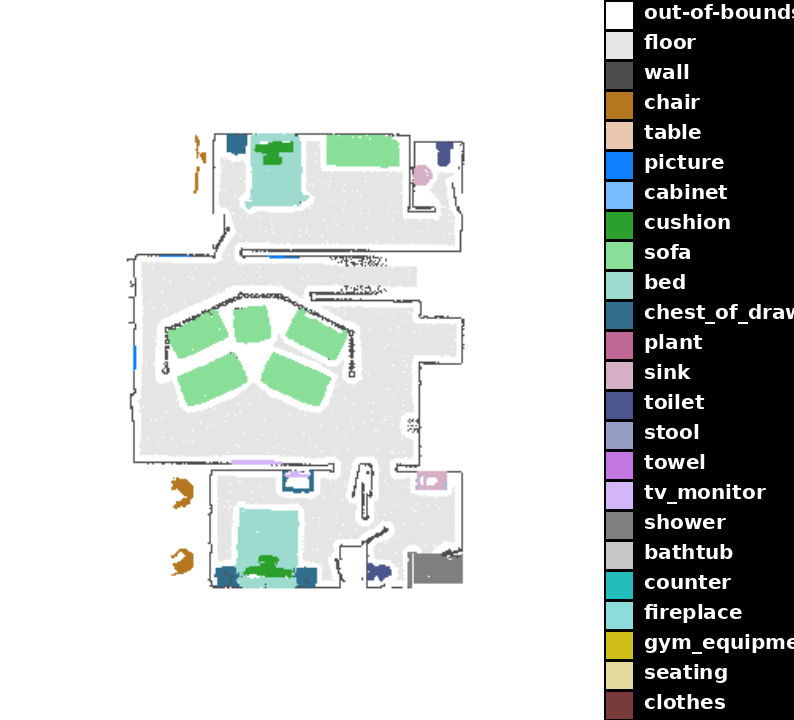 out-of-bounds
floor
wall
chair
table
picture
cabinet
cushion
sofa
bed
chest_of_draw
plant
sink
toilet
stool
towel
tv_monitor
shower
bathtub
counter
fireplace
gym_equipme
seating
clothes